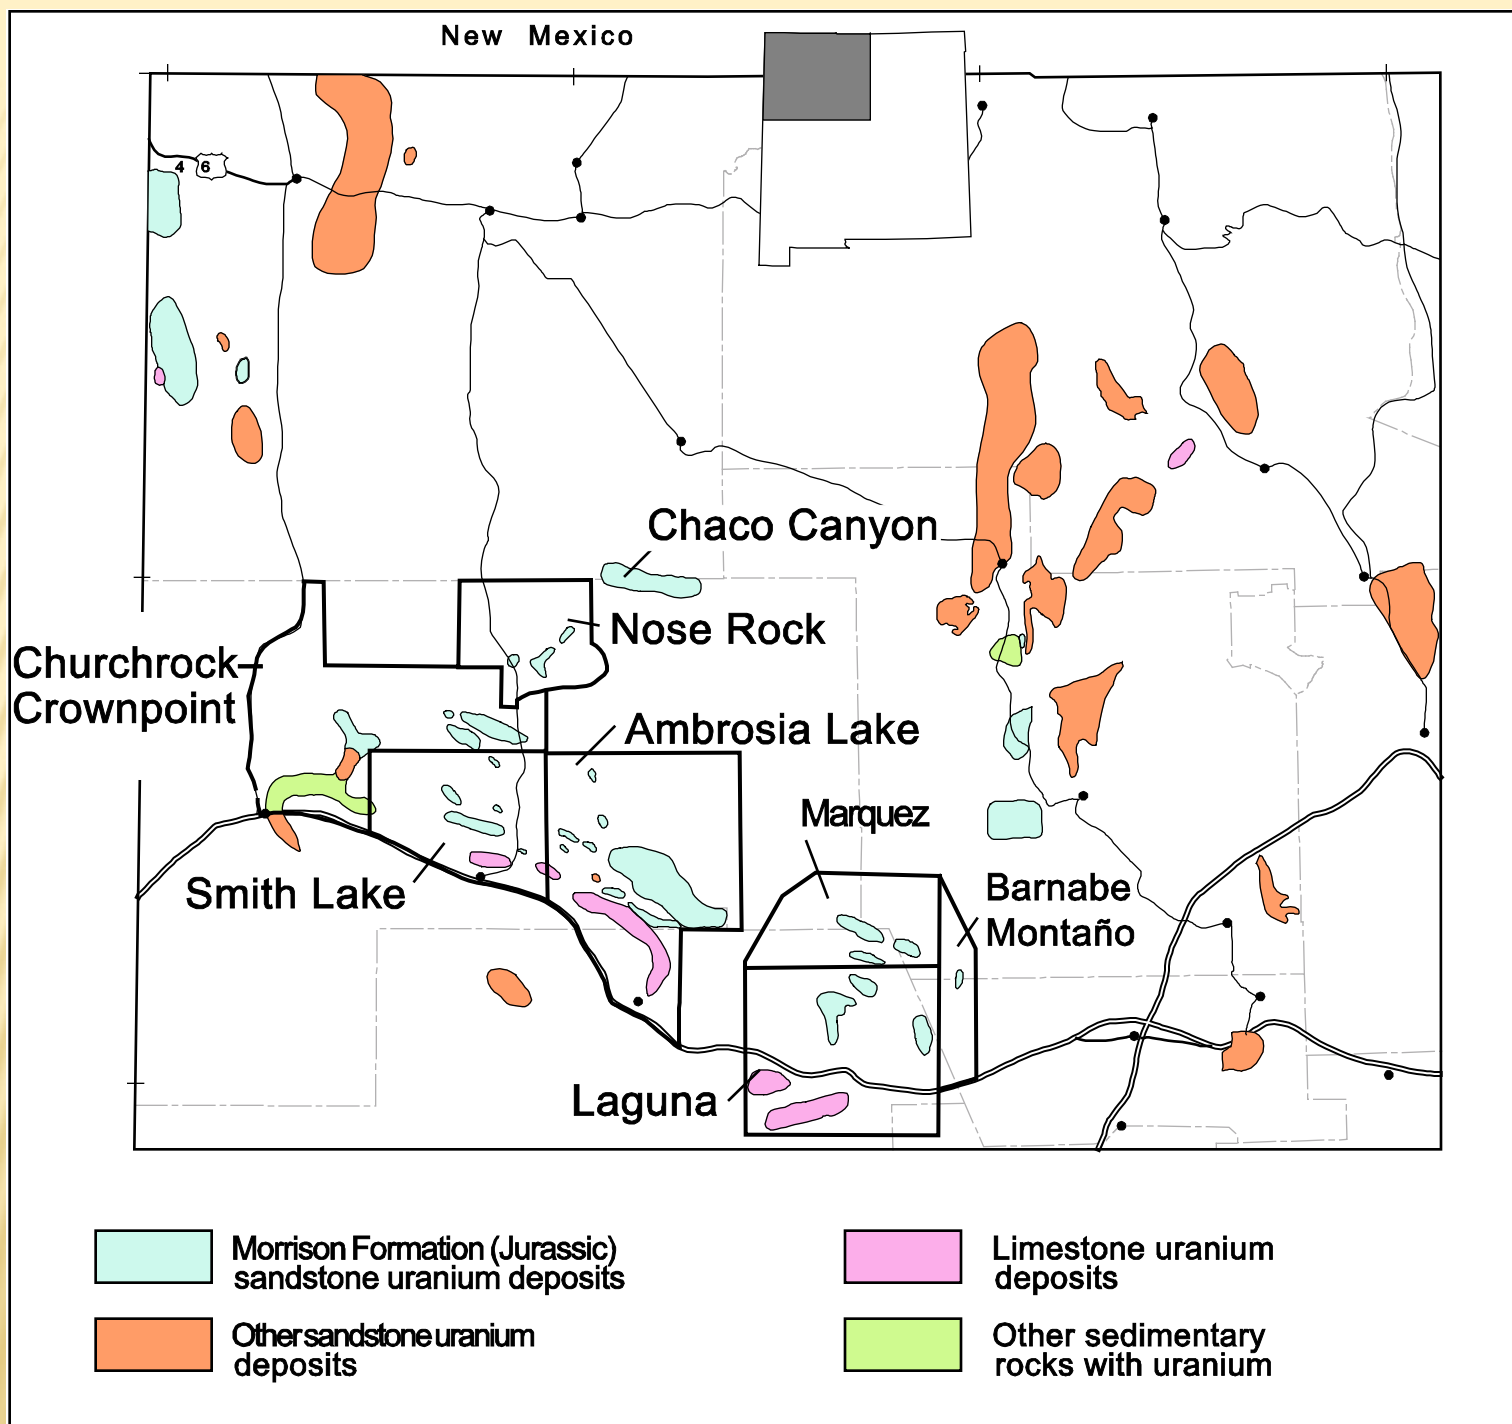 New Mexico
4 6
Chaco Canyon
Nose Rock
Churchrock
Crownpoint
Ambrosia Lake
Marquez
Smith Lake
Barnabe
Montaño
Laguna
Morrison Formation (Jurassic)
sandstone uranium deposits
Other sandstone uranium
deposits
Limestone uranium
deposits
Other sedimentary
rocks with uranium